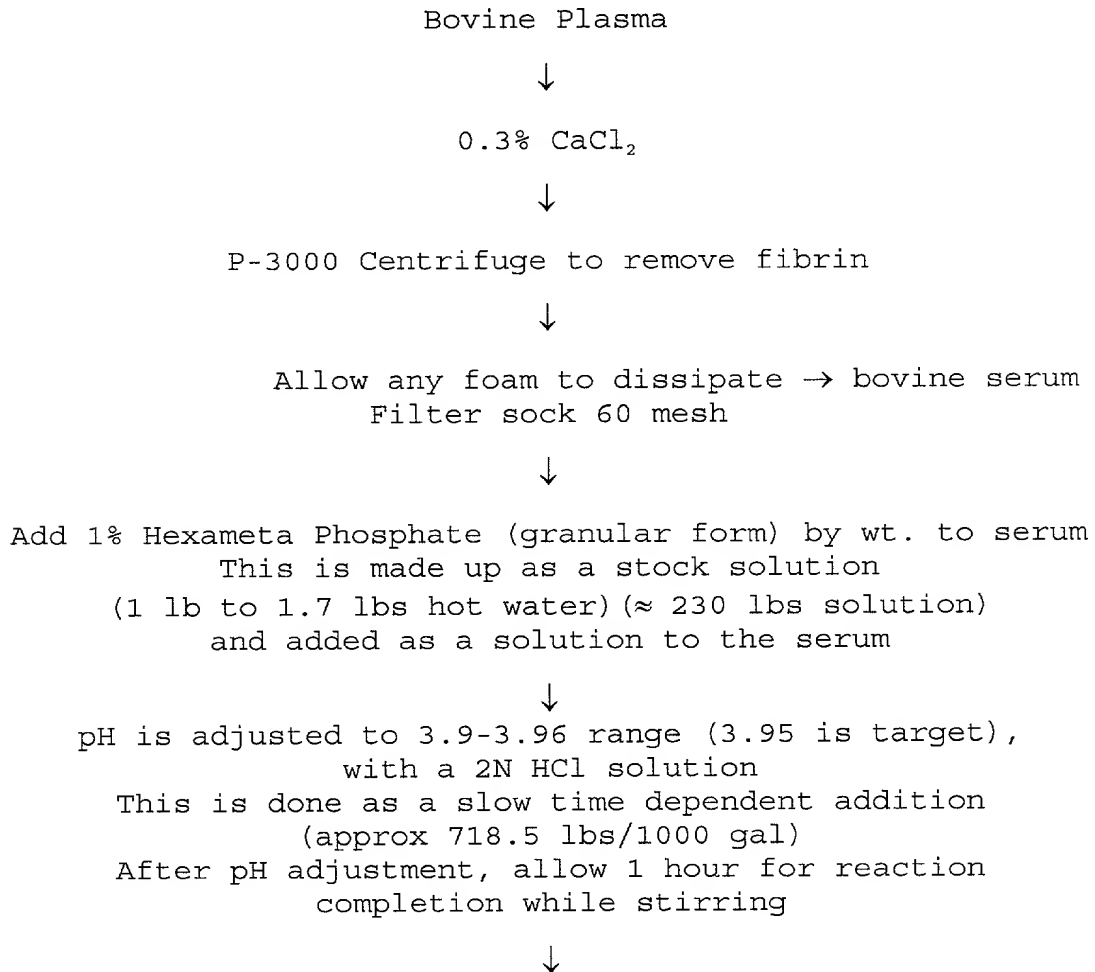 Bovine Plasma
↓
0.3% CaCl₂
↓
P-3000 Centrifuge to remove fibrin
↓
Allow any foam to dissipate → bovine serum
Filter sock 60 mesh
↓
Add 1% Hexameta Phosphate (granular form) by wt. to serum
This is made up as a stock solution
(1 lb to 1.7 lbs hot water) (≈ 230 lbs solution)
and added as a solution to the serum
↓
pH is adjusted to 3.9-3.96 range (3.95 is target),
with a 2N HCl solution
This is done as a slow time dependent addition
(approx 718.5 lbs/1000 gal)
After pH adjustment, allow 1 hour for reaction
completion while stirring
↓